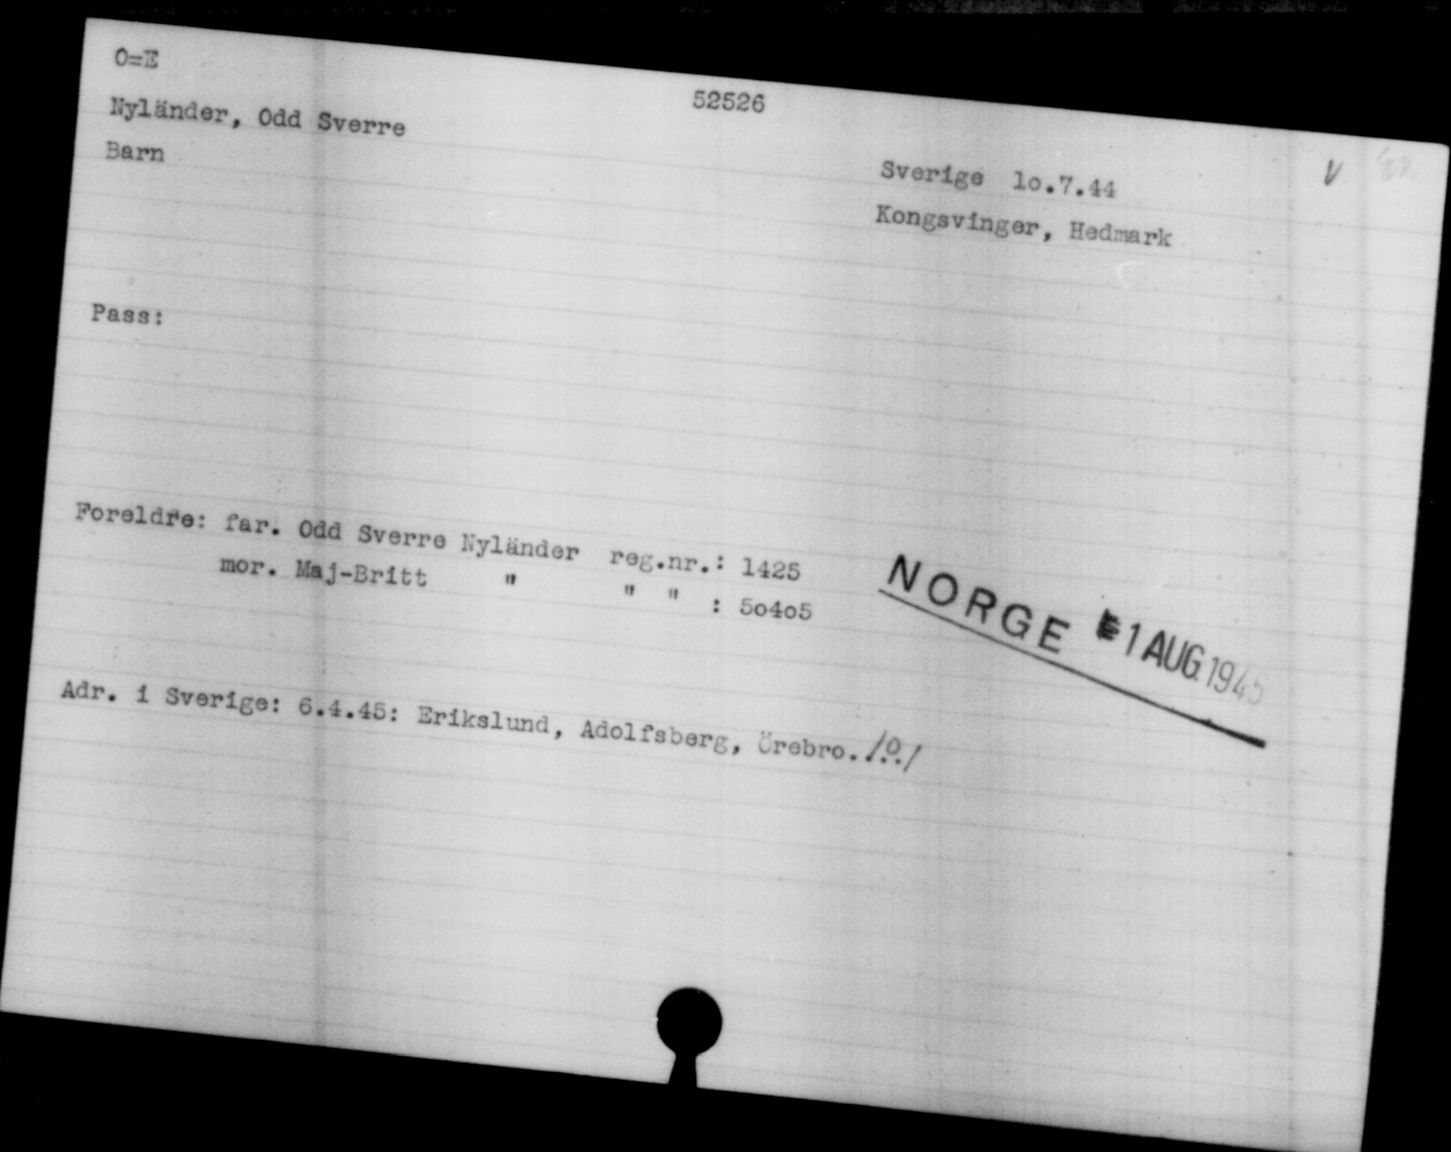 O=E
52526
Nyländer, Odd Sverre
Barn
Sverige 1o.7.44
Kongsvinger, Hedmark
V
Pass:
Foreldre: far. Odd Sverre Nyländer reg.nr.: 1425
mor. Maj-Britt " " " : 5o4o5
NORGE 1 AUG 1945
Adr. i Sverige: 6.4.45: Erikslund, Adolfsberg, Örebro./Ö./